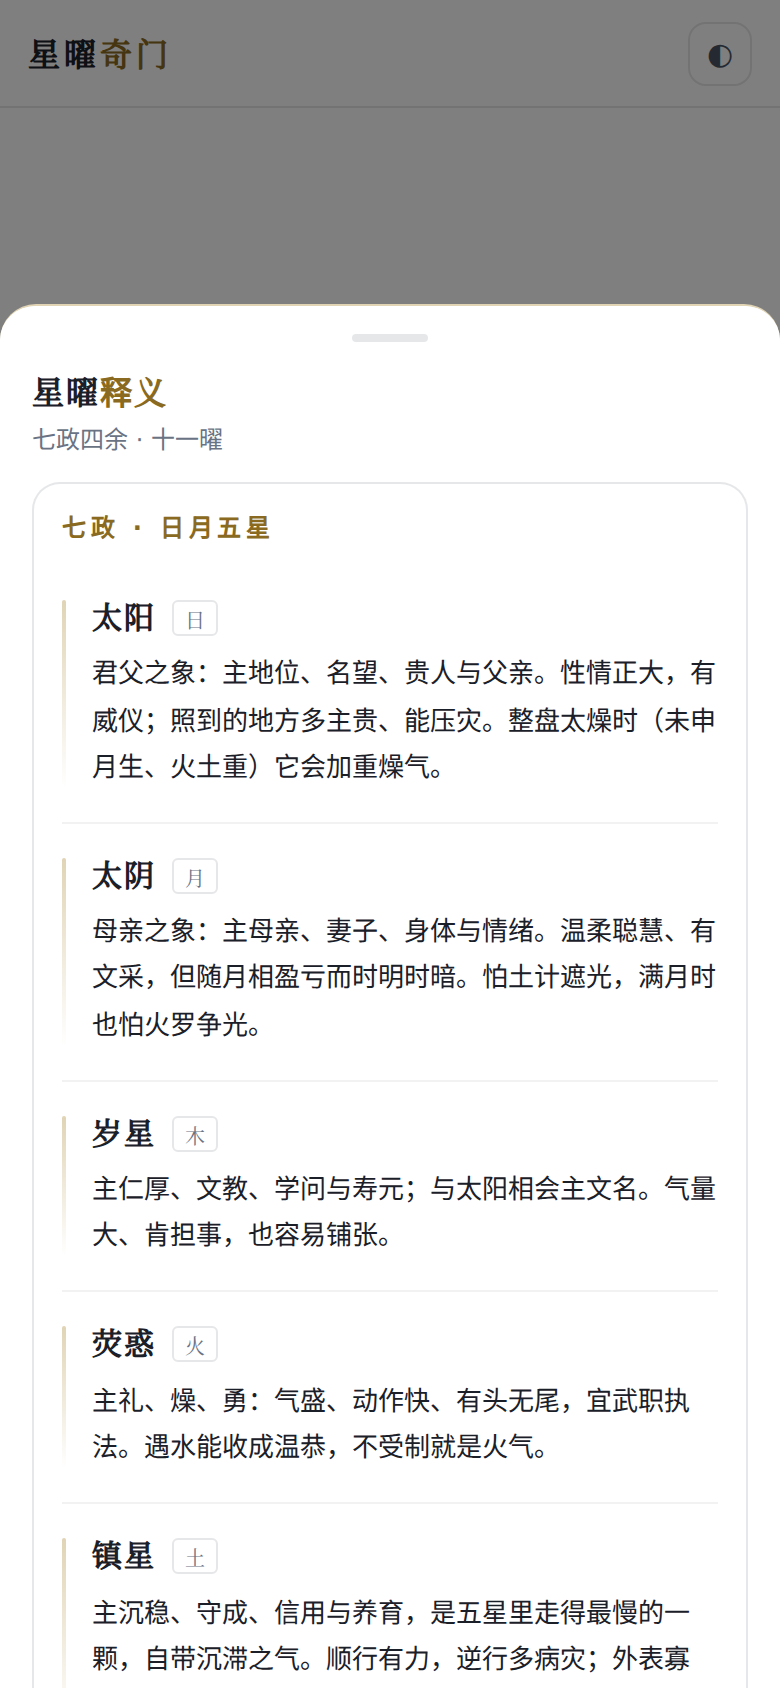 星曜奇门
星曜释义
七政四余 · 十一曜
七政 · 日月五星
太阳 日
君父之象：主地位、名望、贵人与父亲。性情正大，有
威仪；照到的地方多主贵、能压灾。整盘太燥时（未申
月生、火土重）它会加重燥气。
太阴 月
母亲之象：主母亲、妻子、身体与情绪。温柔聪慧、有
文采，但随月相盈亏而时明时暗。怕土计遮光，满月时
也怕火罗争光。
岁星 木
主仁厚、文教、学问与寿元；与太阳相会主文名。气量
大、肯担事，也容易铺张。
荧惑 火
主礼、燥、勇：气盛、动作快、有头无尾，宜武职执
法。遇水能收成温恭，不受制就是火气。
镇星 土
主沉稳、守成、信用与养育，是五星里走得最慢的一
颗，自带沉滞之气。顺行有力，逆行多病灾；外表寡